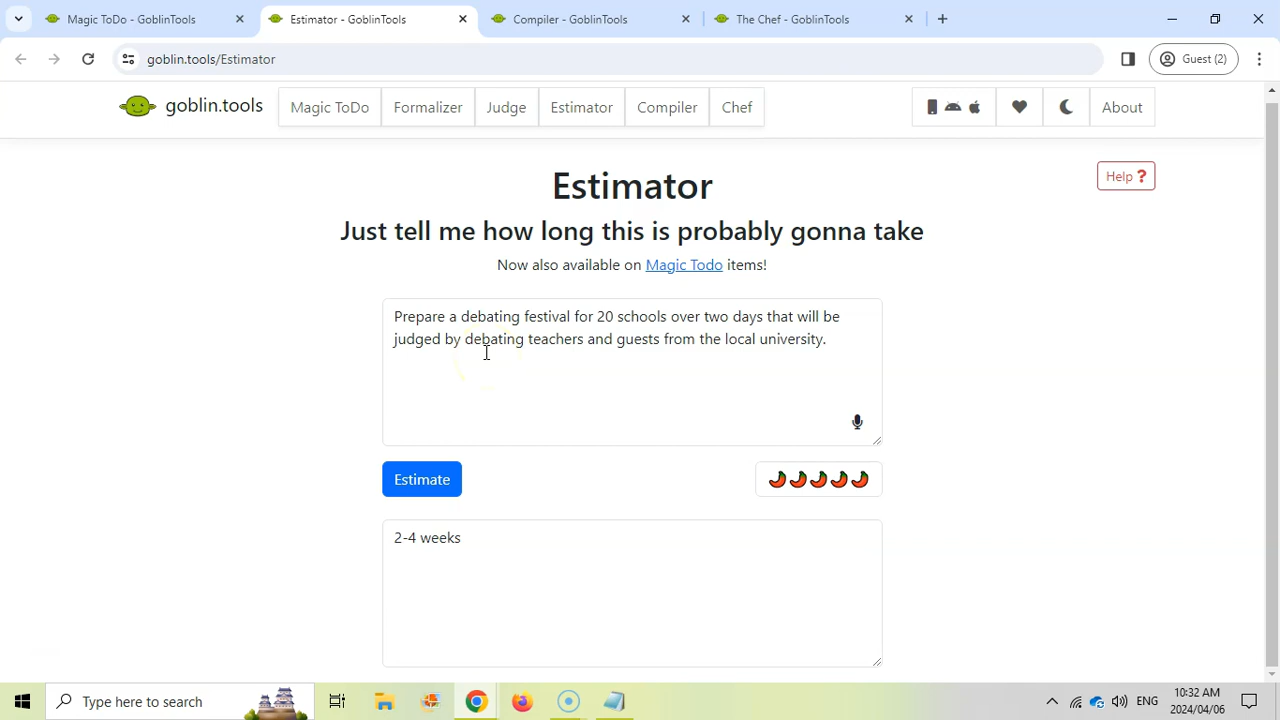 Magic ToDo - GoblinTools
Estimator - GoblinTools
Compiler - GoblinTools
The Chef - GoblinTools
goblin.tools/Estimator
Guest (2)
goblin.tools
Magic ToDo
Formalizer
Judge
Estimator
Compiler
Chef
About
Estimator
Help ?
Just tell me how long this is probably gonna take
Now also available on Magic Todo items!
Prepare a debating festival for 20 schools over two days that will be
judged by debating teachers and guests from the local university.
Estimate
2-4 weeks
Type here to search
ENG
10:32 AM
2024/04/06